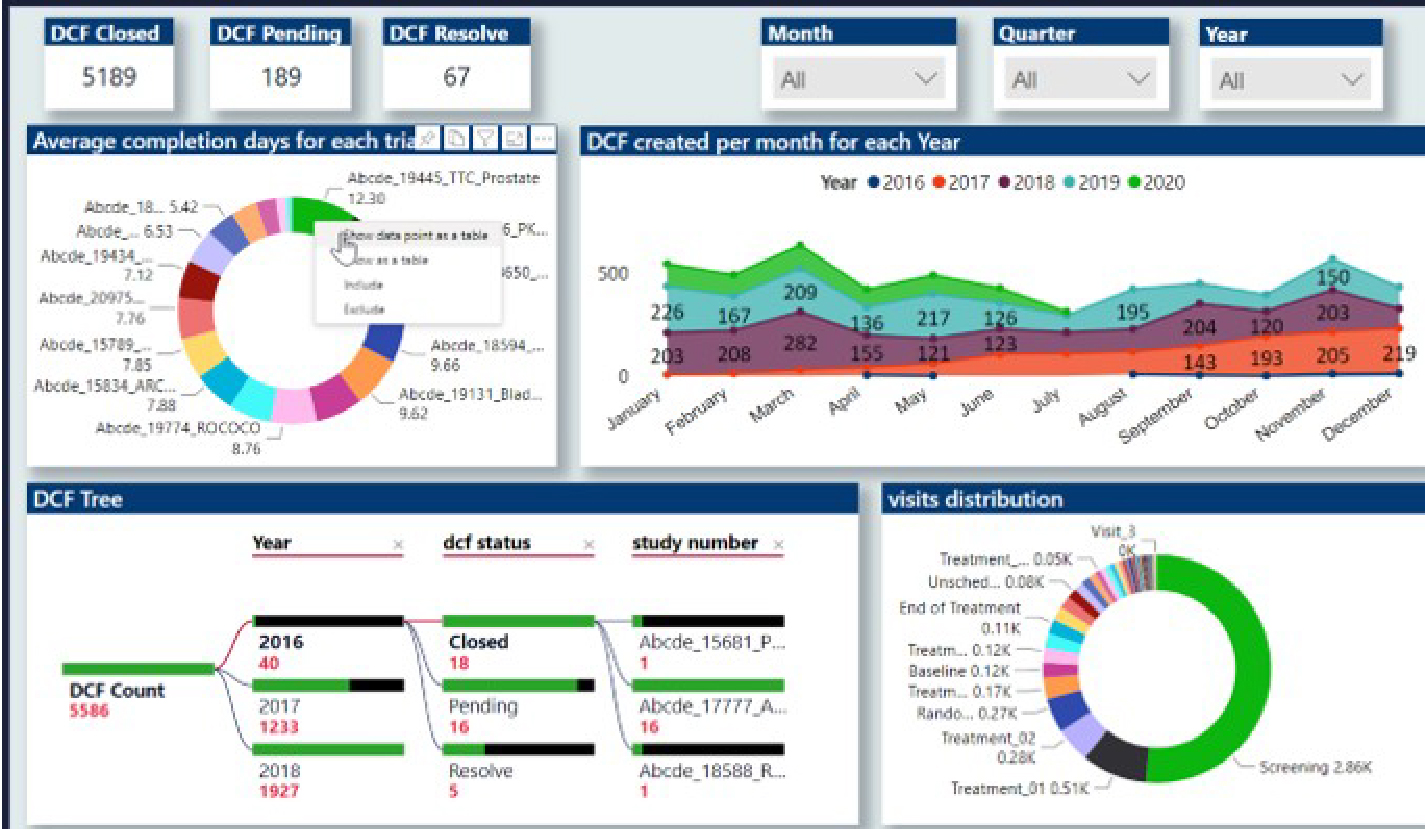 DCF Closed
5189
DCF Pending
189
DCF Resolve
67
Month
All
Quarter
All
Year
All
Average completion days for each tria
Abcde_19445_TTC_Prostate
12.30
6_PK...
650_...
Abcde_18594_...
9.66
Abcde_19131_Blad...
9.62
Abcde_19774_ROCOCO
8.76
Abcde_15834_ARC...
7.88
Abcde_15789_...
7.85
Abcde_20975...
7.76
Abcde_19434_...
7.12
Abcde_... 6.53
Abcde_18... 5.42
Show data point as a table
as a table
Include
Exclude
DCF created per month for each Year
Year 2016 2017 2018 2019 2020
500
0
226 167 209 136 217 126 195 150
203 208 282 155 121 123 204 120 203
143 193 205 219
January February March April May June July August September October November December
DCF Tree
Year × dcf status × study number ×
DCF Count
5586
2016
40
2017
1233
2018
1927
Closed
18
Pending
16
Resolve
5
Abcde_15681_P...
1
Abcde_17777_A...
16
Abcde_18588_R...
1
visits distribution
Visit_3
0K
Treatment_... 0.05K
Unsched... 0.08K
End of Treatment
0.11K
Treatm... 0.12K
Baseline 0.12K
Treatm... 0.17K
Rando... 0.27K
Treatment_02
0.28K
Treatment_01 0.51K
Screening 2.86K